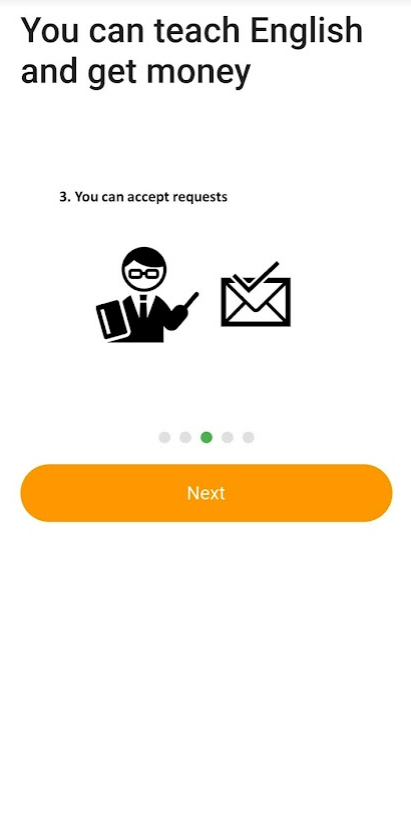 You can teach English
and get money
3. You can accept requests
Next